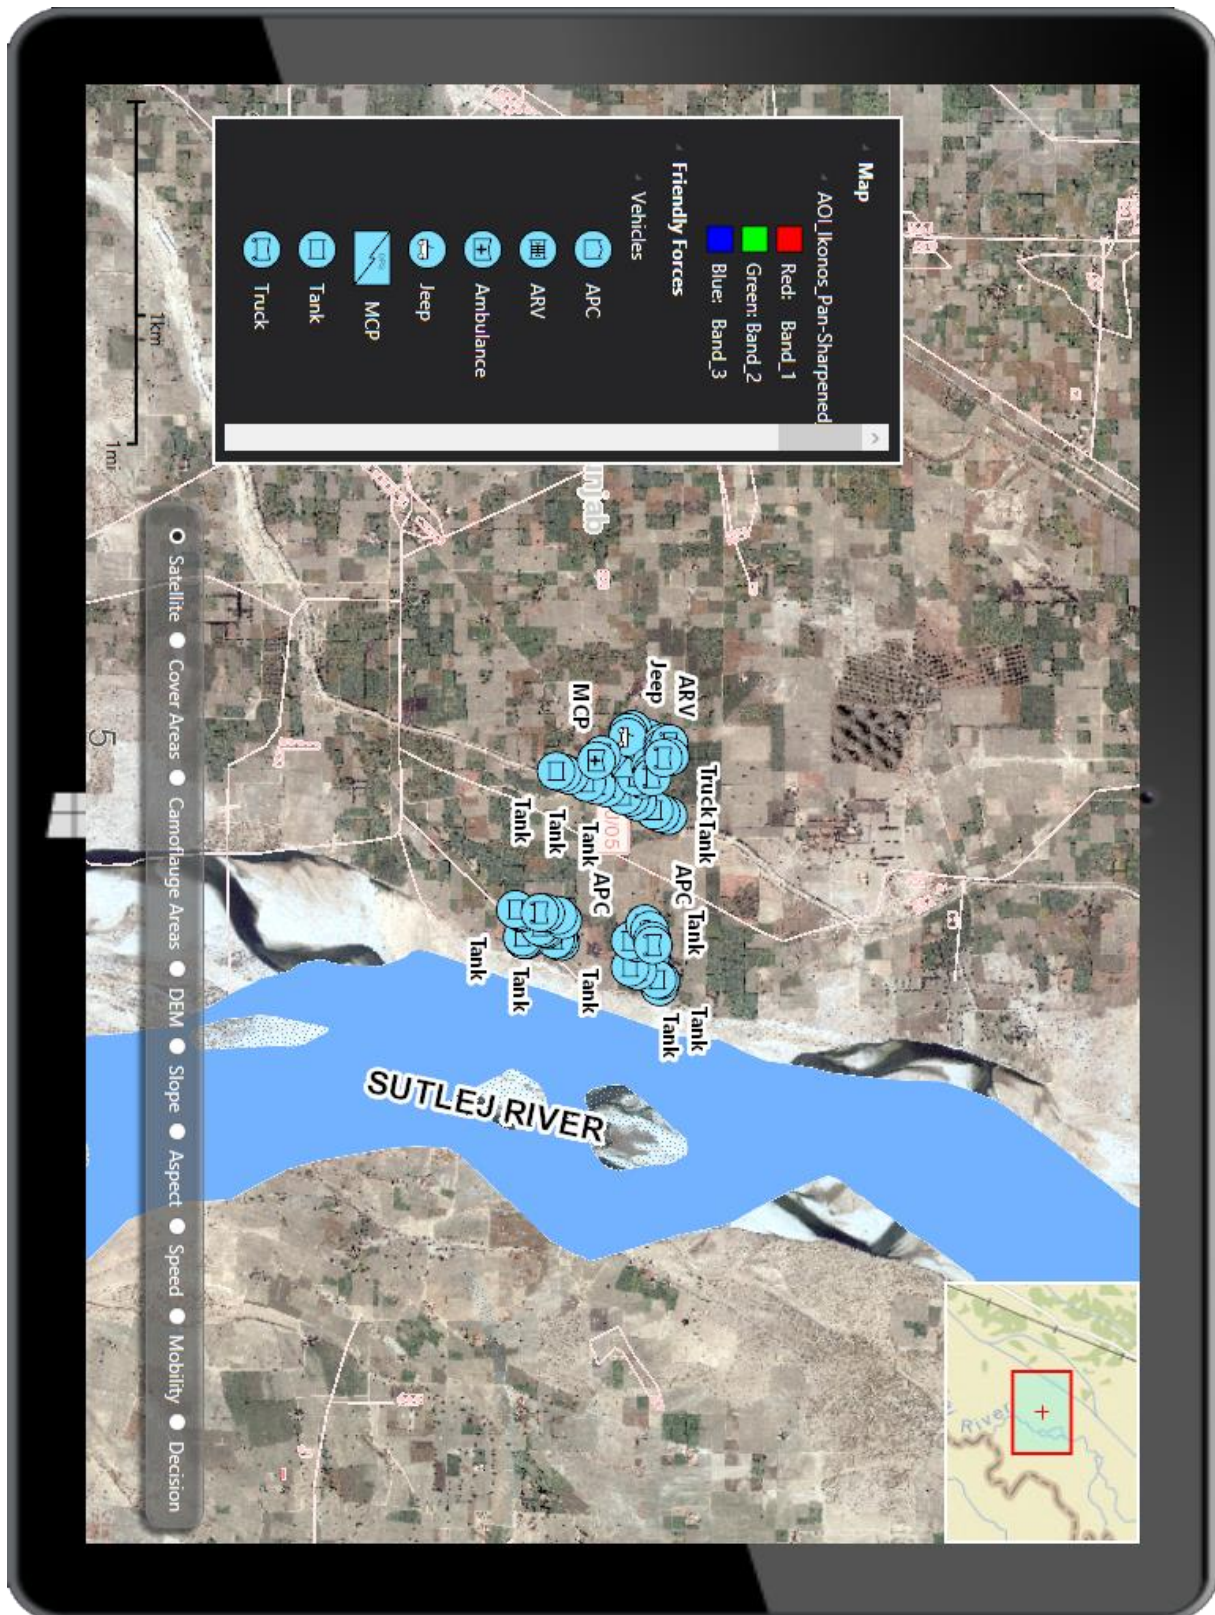 Map
AOI_Ikonos_Pan-Sharpened
Red: Band_1
Green: Band_2
Blue: Band_3
Friendly Forces
Vehicles
APC
ARV
Ambulance
Jeep
MCP
Tank
Truck
1km
1mi
ARV
Jeep
MCP
Truck
Tank
Tank
Tank
Tank
APC
APC
Tank
Tank
Tank
Tank
Tank
Tank
SUTLEJ RIVER
River
5
Satellite Cover Areas Camoflauge Areas DEM Slope Aspect Speed Mobility Decision